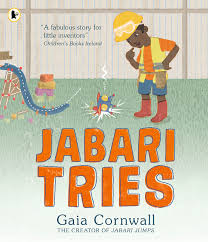 "A fabulous story for
little inventors"
Children's Books Ireland
JABARI
TRIES
Gaia Cornwall
THE CREATOR OF JABARI JUMPS